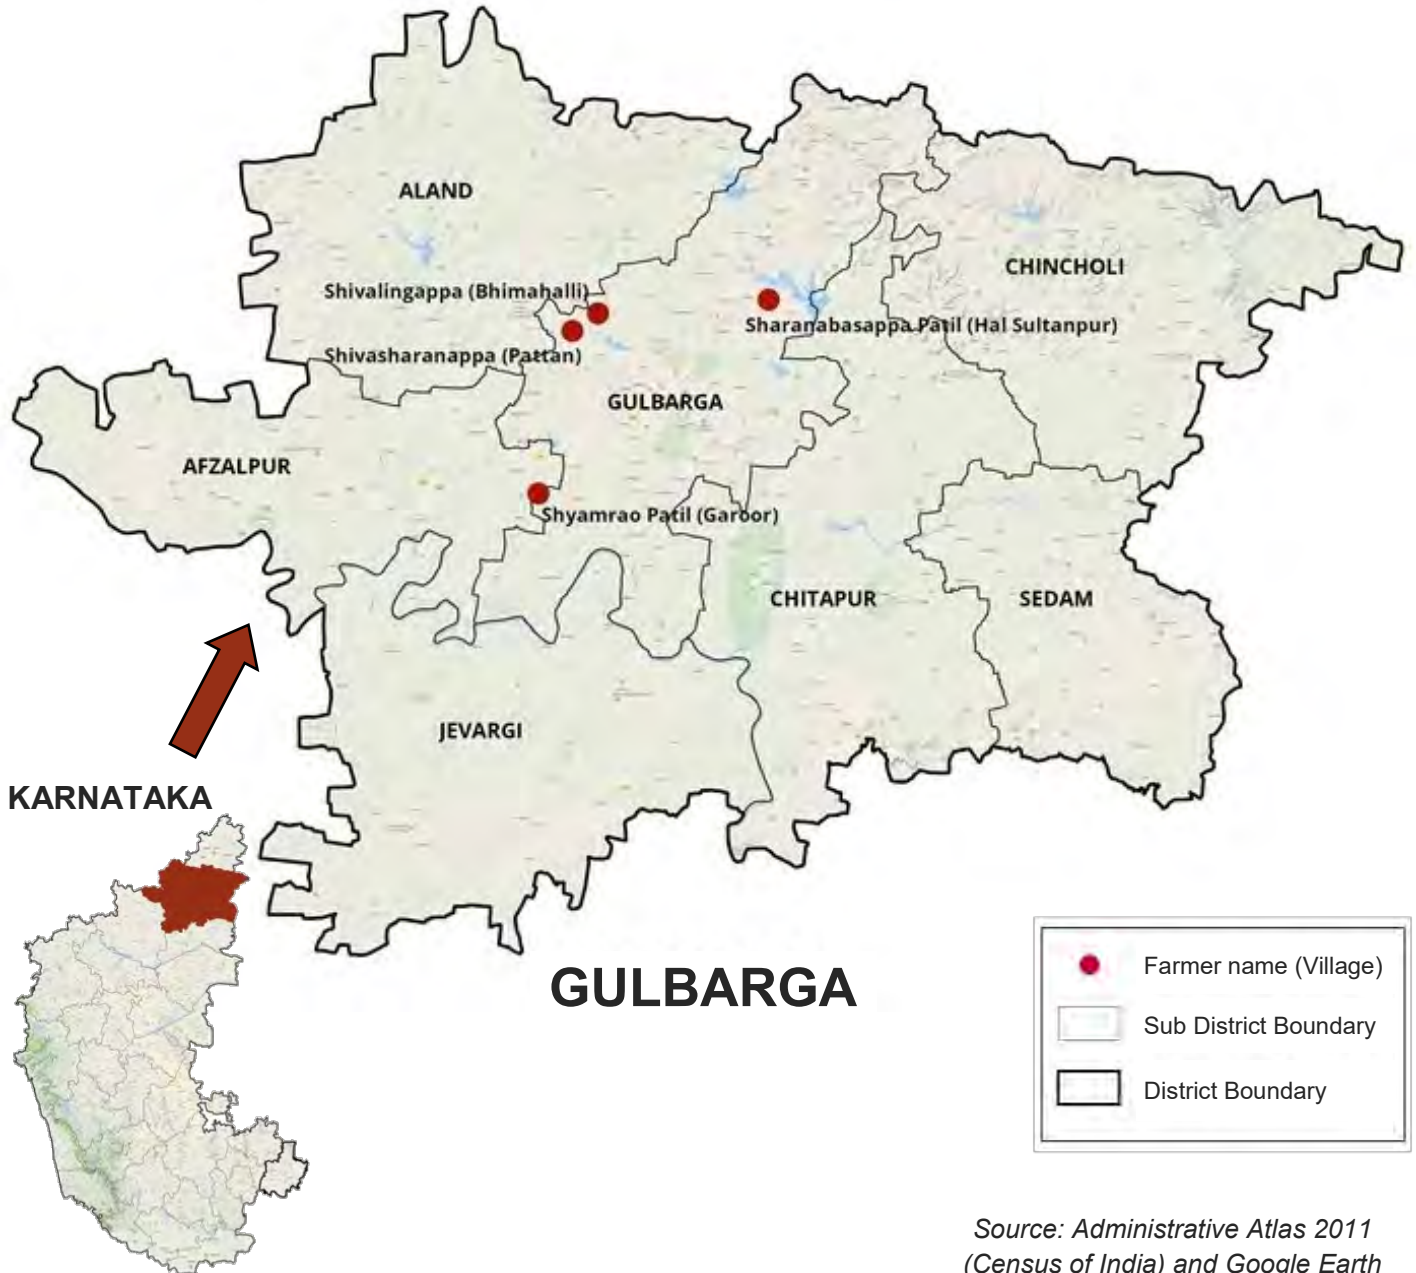 ALAND
CHINCHOLI
Shivalingappa (Bhimahalli)
Sharanabasappa Patil (Hal Sultanpur)
Shivasharanappa (Pattan)
GULBARGA
AFZALPUR
Shyamrao Patil (Garoor)
CHITAPUR
SEDAM
JEVARGI
KARNATAKA
GULBARGA
Farmer name (Village)
Sub District Boundary
District Boundary
Source: Administrative Atlas 2011
(Census of India) and Google Earth